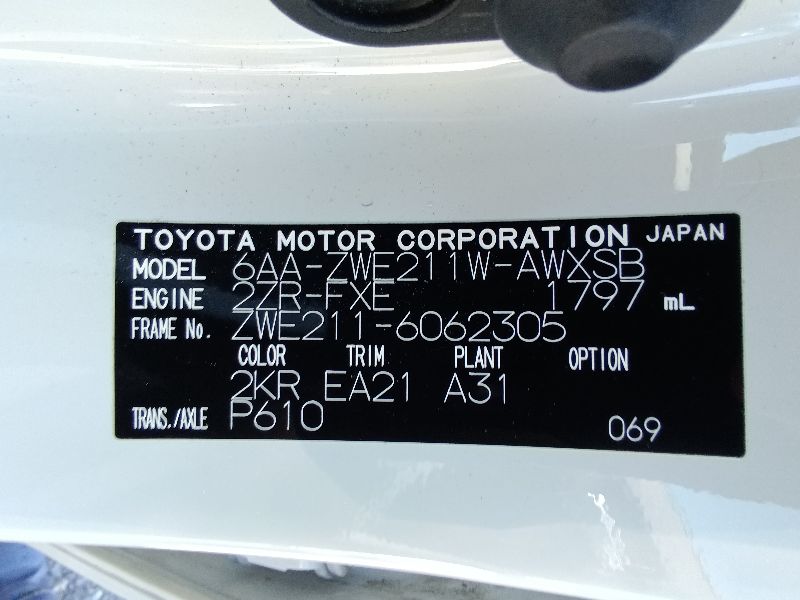 TOYOTA MOTOR CORPORATION JAPAN
MODEL 6AA-ZWE211W-AWXSB
ENGINE 2ZR-FXE 1797 mL
FRAME No. ZWE211-6062305
COLOR TRIM PLANT OPTION
2KR EA21 A31
TRANS./AXLE P610 069